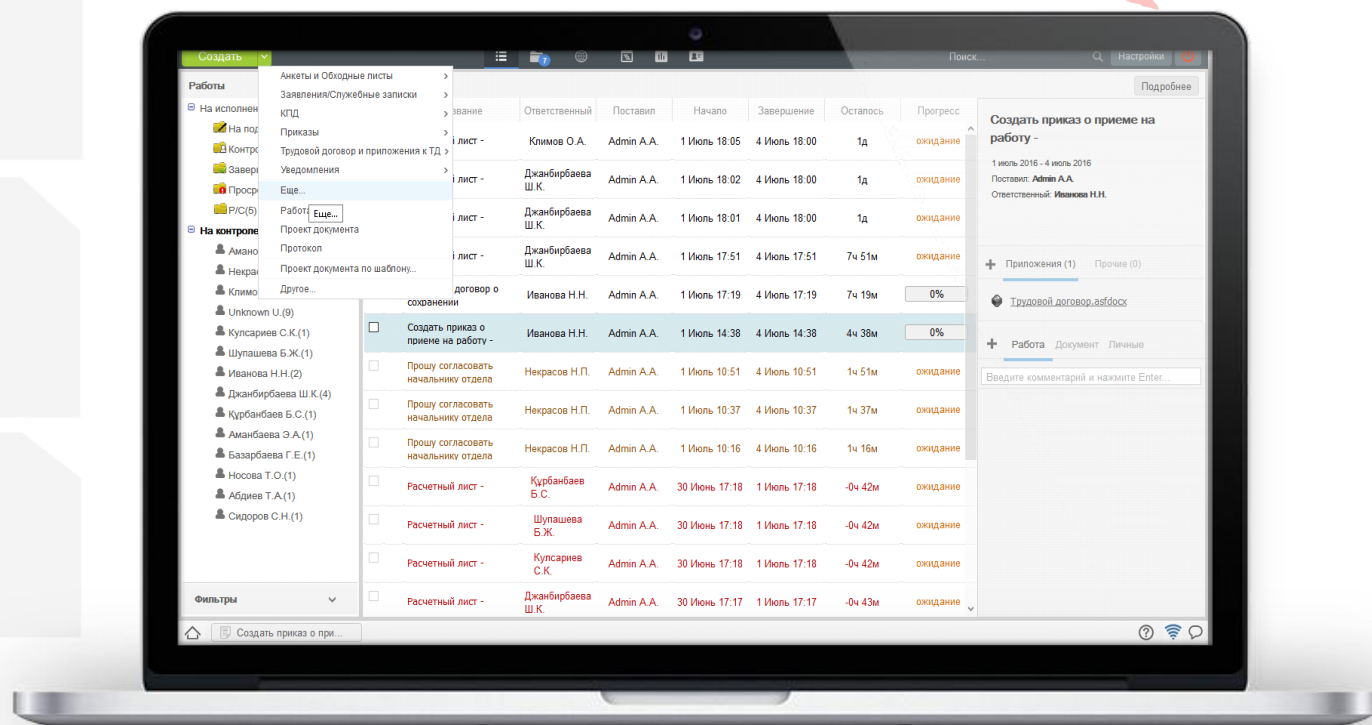 Создать
7
Поиск...
Настройки
Работы
Подробнее
На исполнен
На под
Контро
Заверш
Проср
Р/С(5)
На контроле
Амано
Некрас
Климо
Unknown U.(9)
Кулсариев С.К.(1)
Шупашева Б.Ж.(1)
Иванова Н.Н.(2)
Джанбирбаева Ш.К.(4)
Құрбанбаев Б.С.(1)
Аманбаева Э.А.(1)
Базарбаева Г.Е.(1)
Носова Т.О.(1)
Абдиев Т.А.(1)
Сидоров С.Н.(1)
Фильтры
Анкеты и Обходные листы
Заявления/Служебные записки
КПД
Приказы
Трудовой договор и приложения к ТД
Уведомления
Еще...
Работа
Еще...
Проект документа
Протокол
Проект документа по шаблону...
Другое...
звание Ответственный Поставил Начало Завершение Осталось Прогресс
й лист - Климов О.А. Admin A.A. 1 Июль 18:05 4 Июль 18:00 1д ожидание
й лист - Джанбирбаева Admin A.A. 1 Июль 18:02 4 Июль 18:00 1д ожидание
Ш.К.
й лист - Джанбирбаева Admin A.A. 1 Июль 18:01 4 Июль 18:00 1д ожидание
Ш.К.
й лист - Джанбирбаева Admin A.A. 1 Июль 17:51 4 Июль 17:51 7ч 51м ожидание
Ш.К.
договор о
сохранении Иванова Н.Н. Admin A.A. 1 Июль 17:19 4 Июль 17:19 7ч 19м 0%
Создать приказ о
приеме на работу - Иванова Н.Н. Admin A.A. 1 Июль 14:38 4 Июль 14:38 4ч 38м 0%
Прошу согласовать
начальнику отдела Некрасов Н.П. Admin A.A. 1 Июль 10:51 4 Июль 10:51 1ч 51м ожидание
Прошу согласовать
начальнику отдела Некрасов Н.П. Admin A.A. 1 Июль 10:37 4 Июль 10:37 1ч 37м ожидание
Прошу согласовать
начальнику отдела Некрасов Н.П. Admin A.A. 1 Июль 10:16 4 Июль 10:16 1ч 16м ожидание
Расчетный лист - Құрбанбаев Admin A.A. 30 Июнь 17:18 1 Июль 17:18 -0ч 42м ожидание
Б.С.
Расчетный лист - Шупашева Admin A.A. 30 Июнь 17:18 1 Июль 17:18 -0ч 42м ожидание
Б.Ж.
Расчетный лист - Кулсариев Admin A.A. 30 Июнь 17:18 1 Июль 17:18 -0ч 42м ожидание
С.К.
Расчетный лист - Джанбирбаева Admin A.A. 30 Июнь 17:17 1 Июль 17:17 -0ч 43м ожидание
Ш.К.
Создать приказ о приеме на
работу -
1 июль 2016 - 4 июль 2016
Поставил: Admin A.A.
Ответственный: Иванова Н.Н.
Приложения (1) Прочие (0)
Трудовой договор.asfdocx
Работа Документ Личные
Введите комментарий и нажмите Enter...
Создать приказ о при...